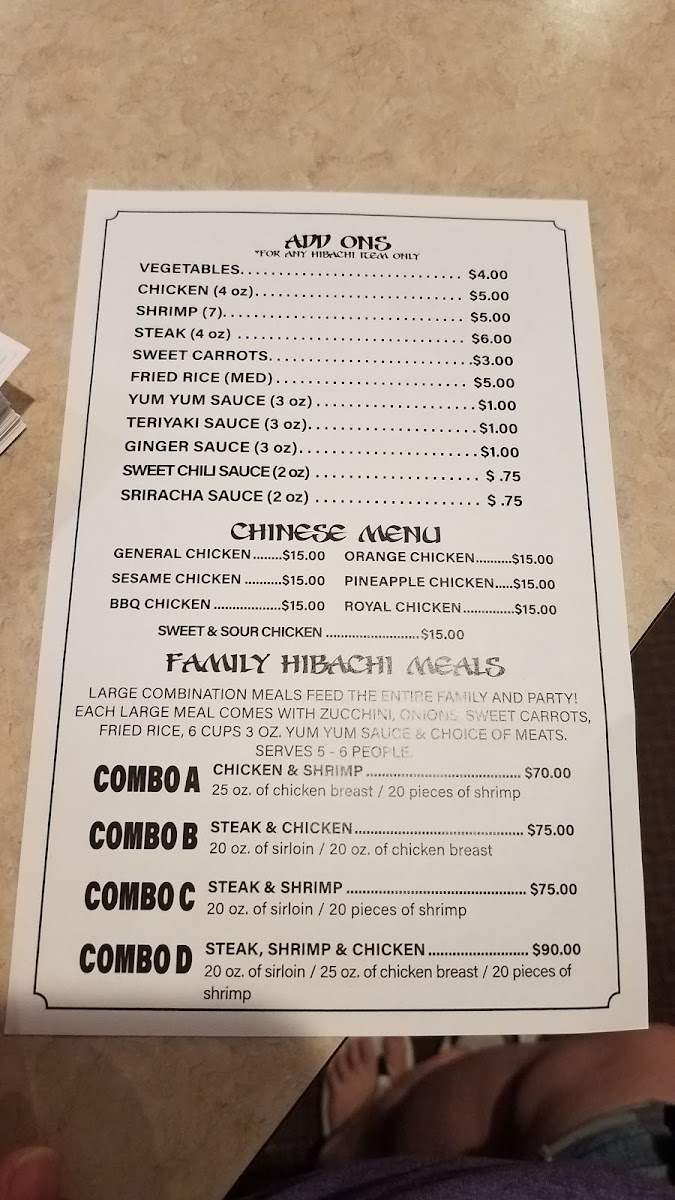 ADD ONS
*FOR ANY HIBACHI ITEM ONLY
VEGETABLES............................ $4.00
CHICKEN (4 oz).......................... $5.00
SHRIMP (7).............................. $5.00
STEAK (4 oz) ............................ $6.00
SWEET CARROTS.........................$3.00
FRIED RICE (MED)........................ $5.00
YUM YUM SAUCE (3 oz)....................$1.00
TERIYAKI SAUCE (3 oz).....................$1.00
GINGER SAUCE (3 oz).......................$1.00
SWEET CHILI SAUCE (2 oz) ..................... $ .75
SRIRACHA SAUCE (2 oz) ..................... $ .75
CHINESE MENU
GENERAL CHICKEN........$15.00 ORANGE CHICKEN..........$15.00
SESAME CHICKEN ..........$15.00 PINEAPPLE CHICKEN.....$15.00
BBQ CHICKEN ..................$15.00 ROYAL CHICKEN..............$15.00
SWEET & SOUR CHICKEN .........................$15.00
FAMILY HIBACHI MEALS
LARGE COMBINATION MEALS FEED THE ENTIRE FAMILY AND PARTY!
EACH LARGE MEAL COMES WITH ZUCCHINI, ONIONS, SWEET CARROTS,
FRIED RICE, 6 CUPS 3 OZ. YUM YUM SAUCE & CHOICE OF MEATS.
SERVES 5 - 6 PEOPLE.
COMBO A CHICKEN & SHRIMP ........................................ $70.00
25 oz. of chicken breast / 20 pieces of shrimp
COMBO B STEAK & CHICKEN........................................... $75.00
20 oz. of sirloin / 20 oz. of chicken breast
COMBO C STEAK & SHRIMP ............................................. $75.00
20 oz. of sirloin / 20 pieces of shrimp
COMBO D STEAK, SHRIMP & CHICKEN ......................... $90.00
20 oz. of sirloin / 25 oz. of chicken breast / 20 pieces of
shrimp